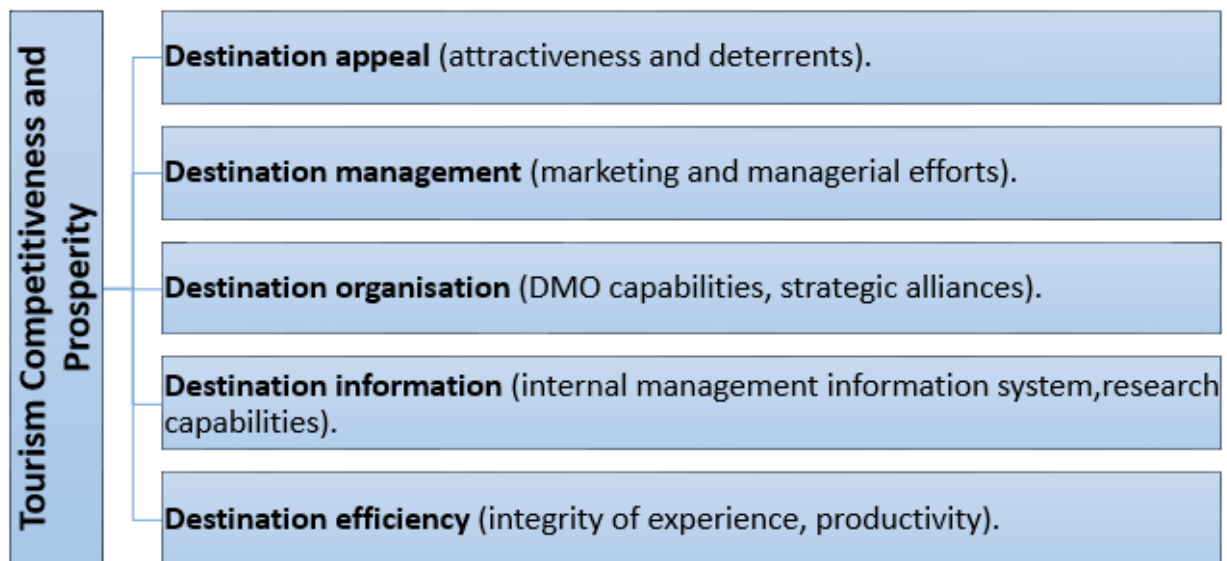 Tourism Competitiveness and
Prosperity
Destination appeal (attractiveness and deterrents).
Destination management (marketing and managerial efforts).
Destination organisation (DMO capabilities, strategic alliances).
Destination information (internal management information system,research
capabilities).
Destination efficiency (integrity of experience, productivity).